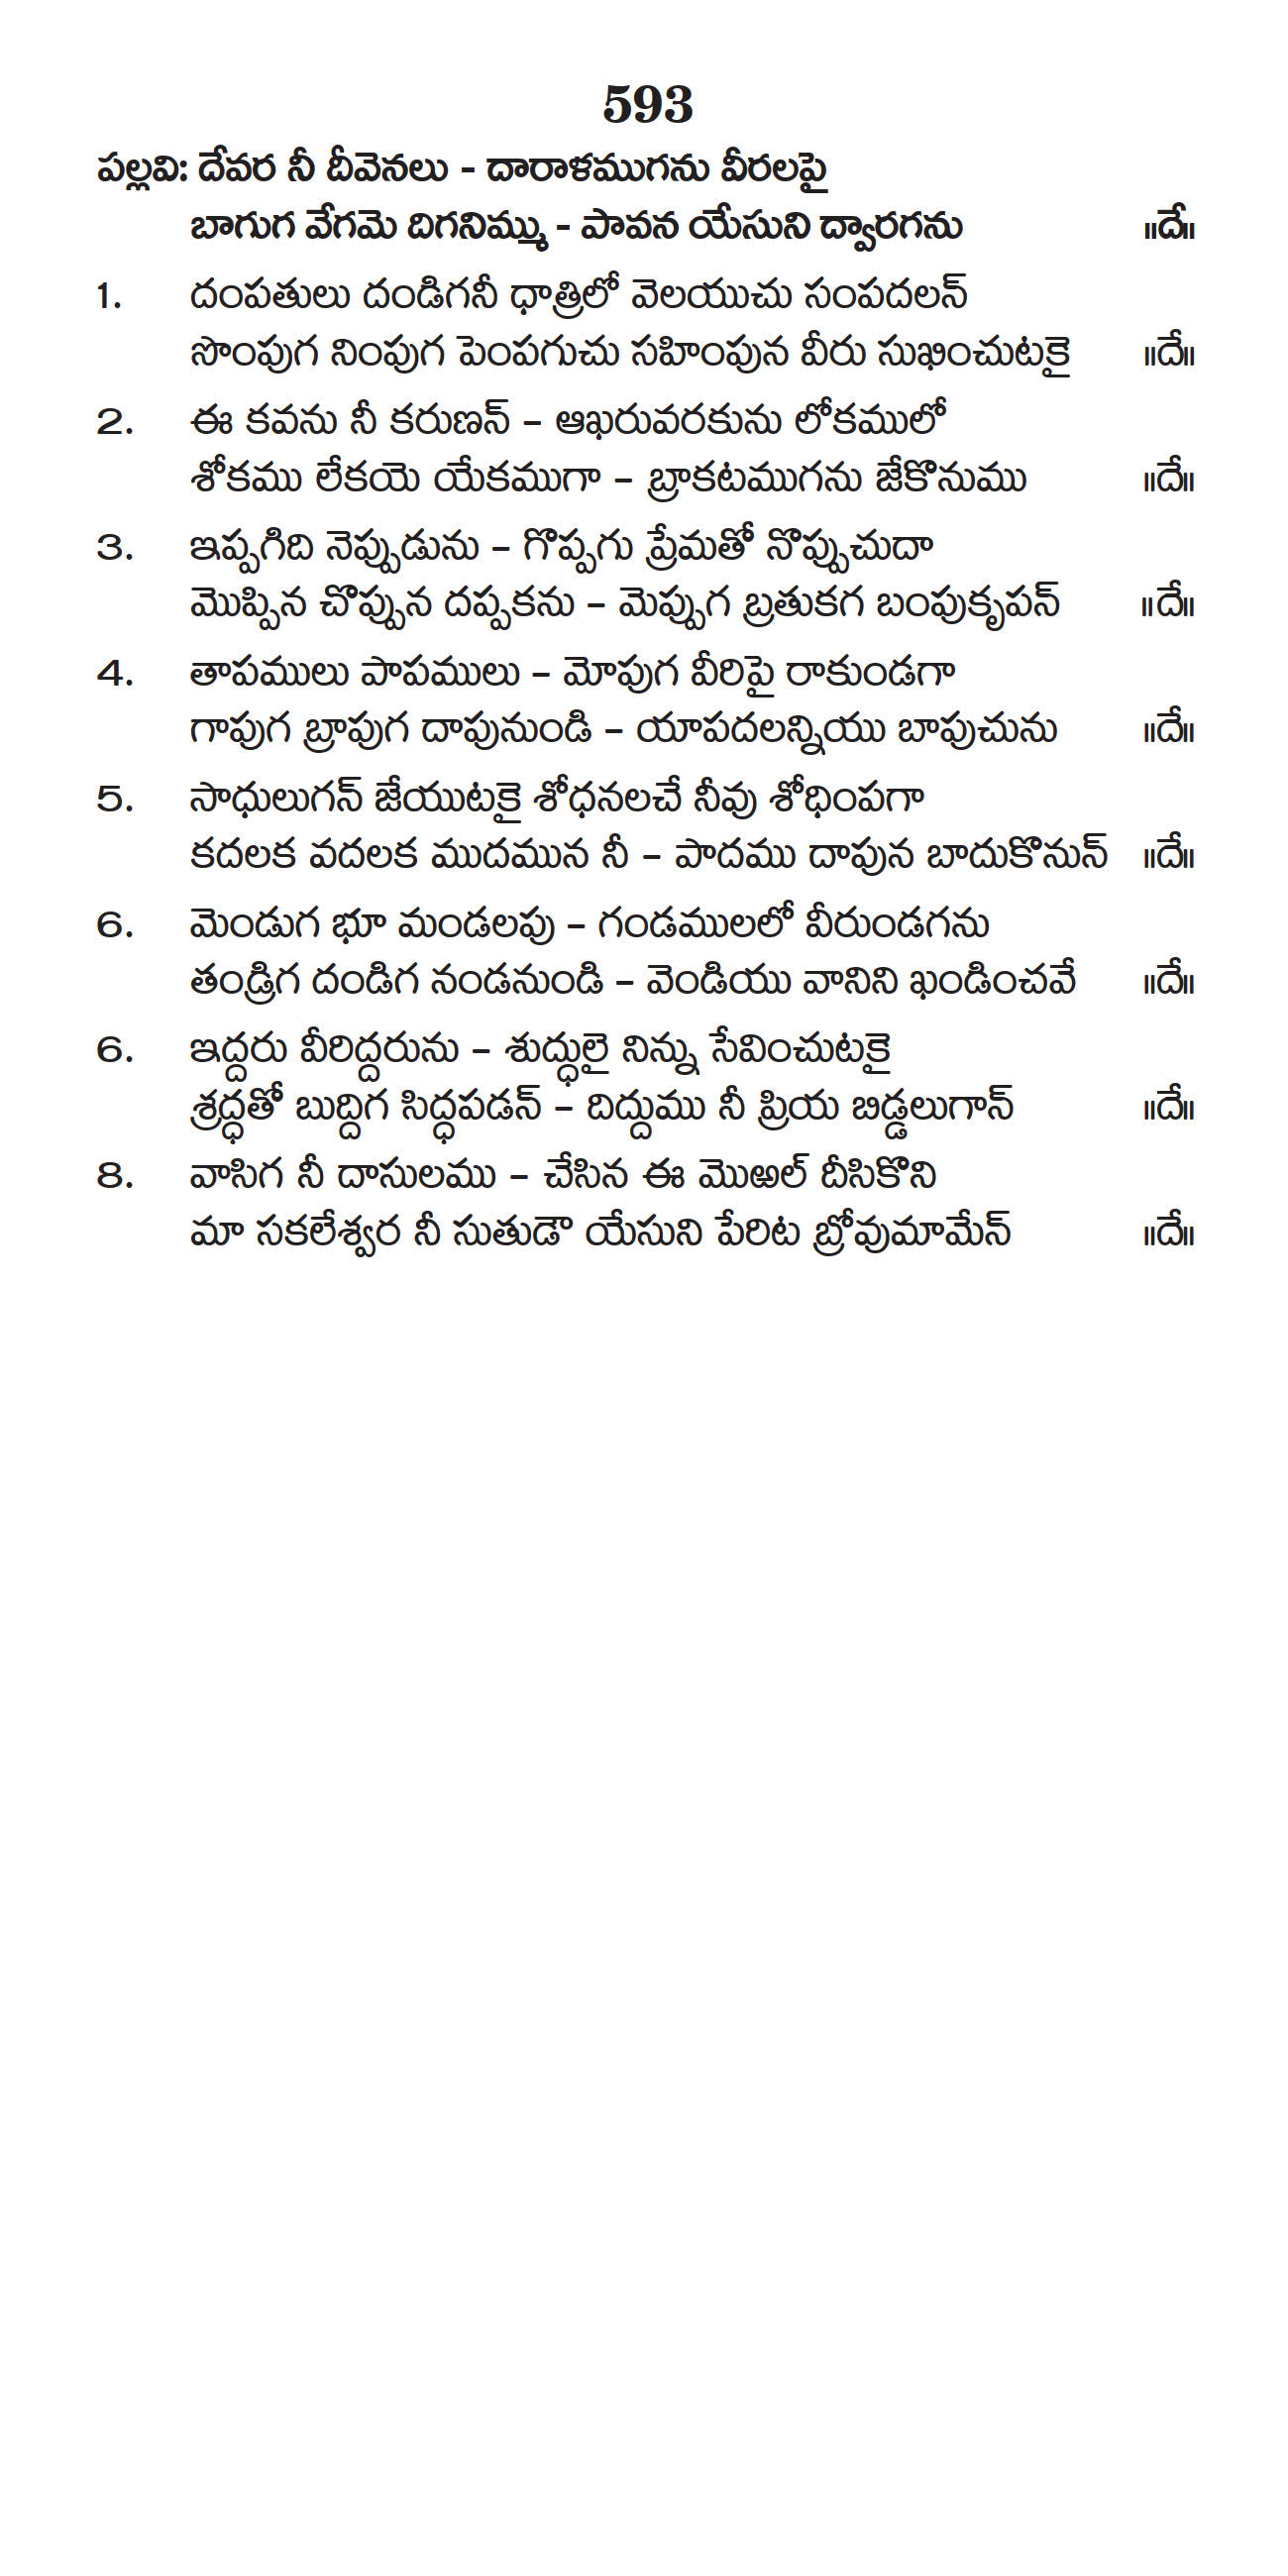 593
పల్లవి: దేవర నీ దీవెనలు - దారాళముగను వీరలపై
బాగుగ వేగమె దిగనిమ్ము - పావన యేసుని ద్వారగను ॥దే॥
1. దంపతులు దండిగనీ ధాత్రిలో వెలయుచు సంపదలన్
సొంపుగ నింపుగ పెంపగుచు సహింపున వీరు సుఖించుటకై ॥దే॥
2. ఈ కవను నీ కరుణన్ – ఆఖరువరకును లోకములో
శోకము లేకయె యేకముగా – బ్రాకటముగను జేకొనుము ॥దే॥
3. ఇప్పగిది నెప్పుడును – గొప్పగు ప్రేమతో నొప్పుచుదా
మొప్పిన చొప్పున దప్పకను – మెప్పుగ బ్రతుకగ బంపుకృపన్ ॥దే॥
4. తాపములు పాపములు – మోపుగ వీరిపై రాకుండగా
గాపుగ బ్రాపుగ దాపునుండి – యాపదలన్నియు బాపుచును ॥దే॥
5. సాధులుగన్ జేయుటకై శోధనలచే నీవు శోధింపగా
కదలక వదలక ముదమున నీ – పాదము దాపున బాదుకొనున్ ॥దే॥
6. మెండుగ భూ మండలపు – గండములలో వీరుండగను
తండ్రిగ దండిగ నండనుండి – వెండియు వానిని ఖండించవే ॥దే॥
6. ఇద్దరు వీరిద్దరును – శుద్ధులై నిన్ను సేవించుటకై
శ్రద్ధతో బుద్దిగ సిద్ధపడన్ – దిద్దుము నీ ప్రియ బిడ్డలుగాన్ ॥దే॥
8. వాసిగ నీ దాసులము – చేసిన ఈ మొఱల్ దీసికొని
మా సకలేశ్వర నీ సుతుడౌ యేసుని పేరిట బ్రోవుమామేన్ ॥దే॥